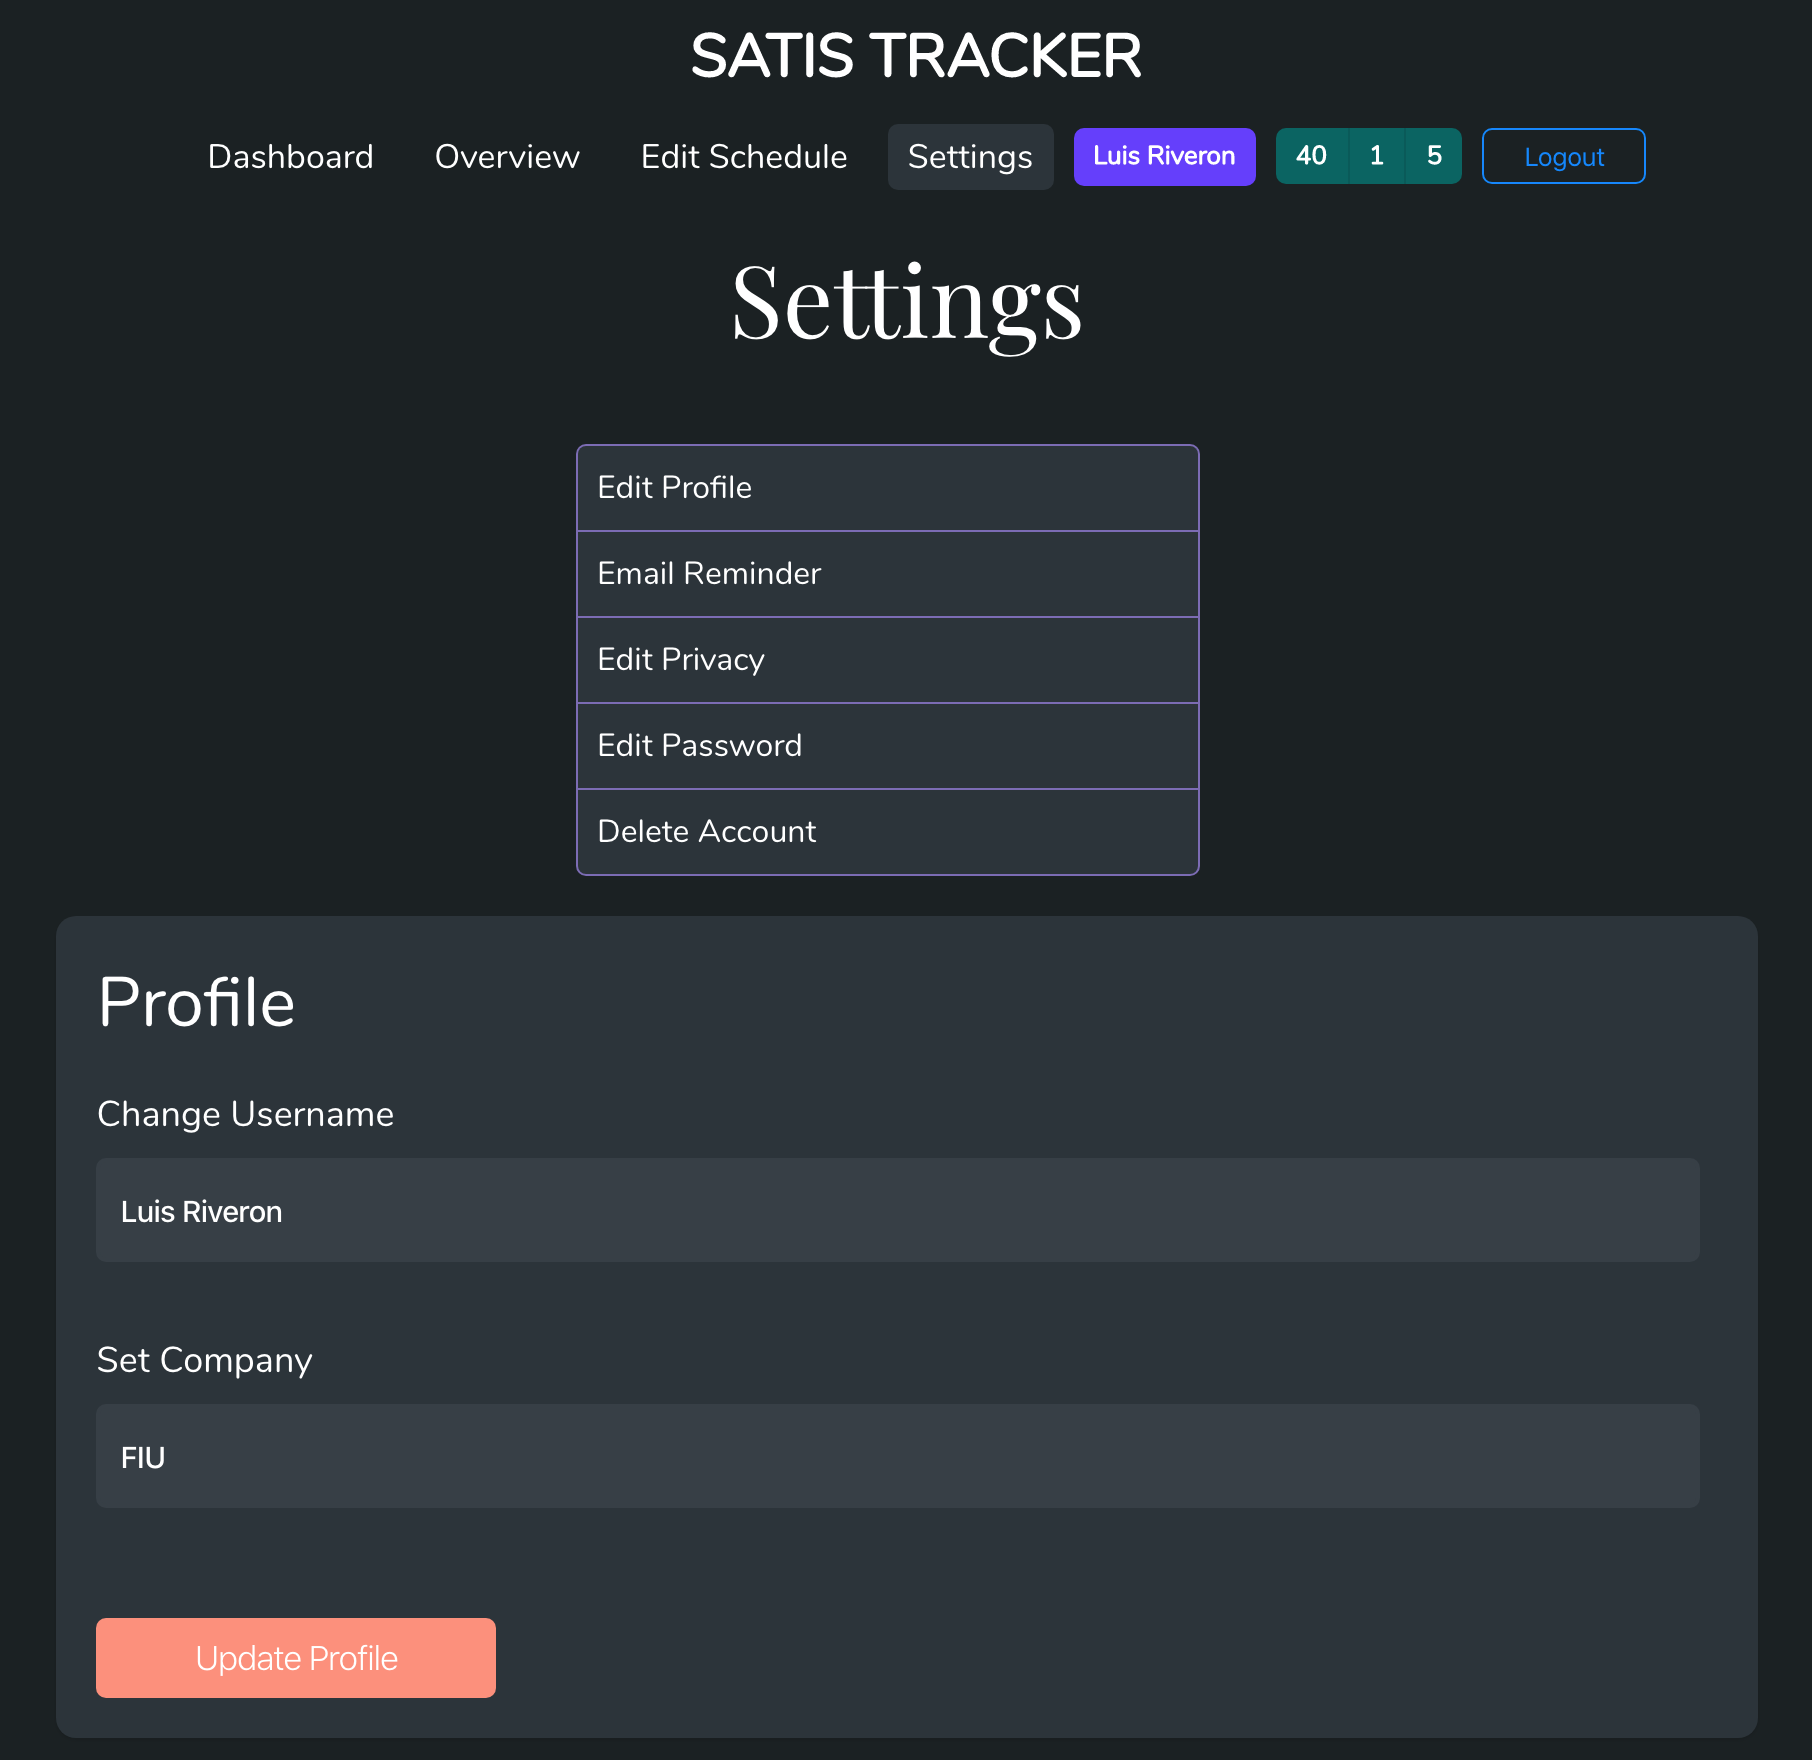 SATIS TRACKER
Dashboard Overview Edit Schedule Settings Luis Riveron 40 1 5 Logout
Settings
Edit Profile
Email Reminder
Edit Privacy
Edit Password
Delete Account
Profile
Change Username
Luis Riveron
Set Company
FIU
Update Profile